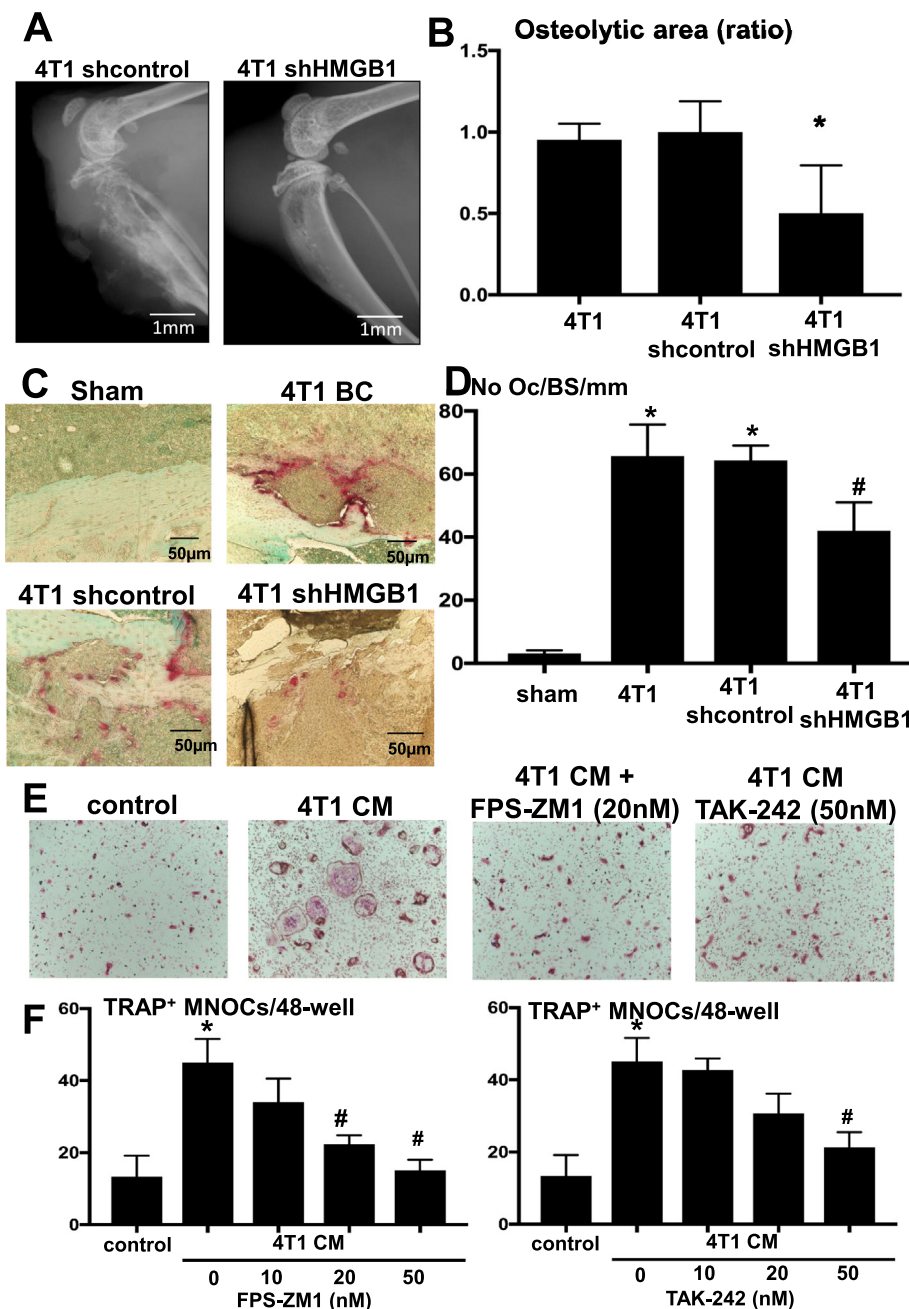 A
4T1 shcontrol
4T1 shHMGB1
1mm
1mm
B
Osteolytic area (ratio)
1.5
1.0
0.5
0.0
*
4T1
4T1
shcontrol
4T1
shHMGB1
C
Sham
4T1 BC
50µm
50µm
4T1 shcontrol
4T1 shHMGB1
50µm
50µm
D
No Oc/BS/mm
80
60
40
20
0
*
*
#
sham
4T1
4T1
shcontrol
4T1
shHMGB1
E
control
4T1 CM
4T1 CM +
FPS-ZM1 (20nM)
4T1 CM
TAK-242 (50nM)
F
TRAP⁺ MNOCs/48-well
60
40
20
0
*
#
#
control
4T1 CM
0 10 20 50
FPS-ZM1 (nM)
TRAP⁺ MNOCs/48-well
60
40
20
0
*
#
control
4T1 CM
0 10 20 50
TAK-242 (nM)